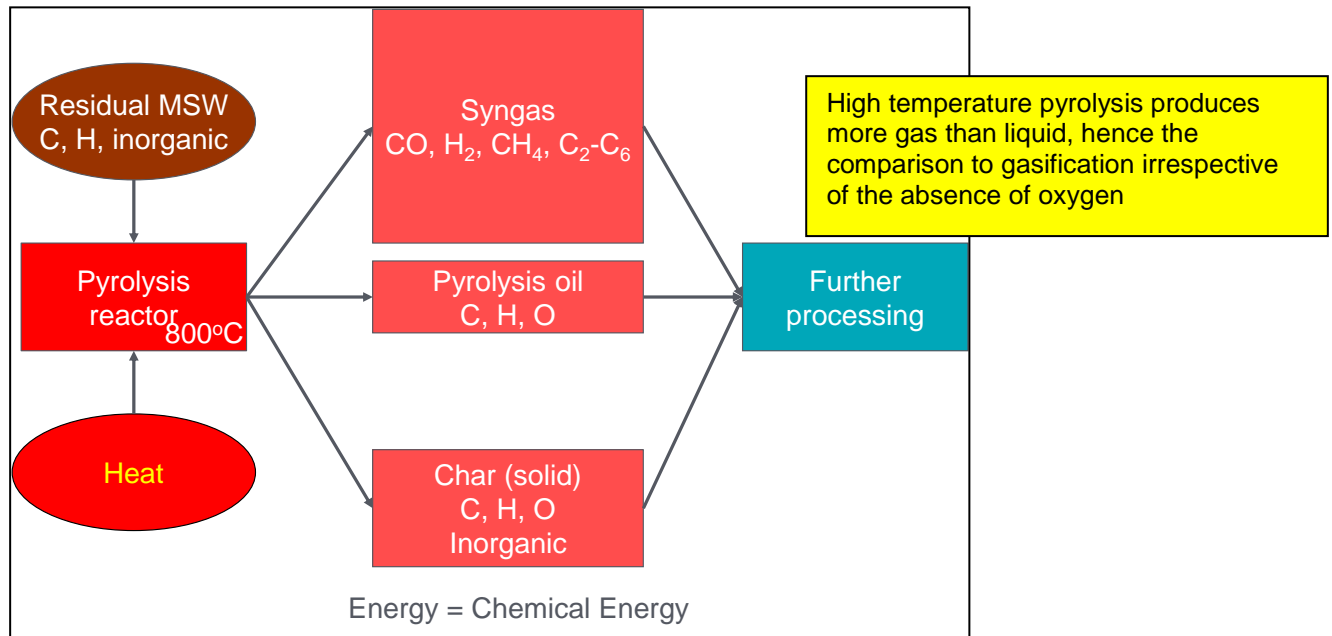 Residual MSW
C, H, inorganic
Pyrolysis
reactor
800°C
Heat
Syngas
CO, H₂, CH₄, C₂-C₆
Pyrolysis oil
C, H, O
Char (solid)
C, H, O
Inorganic
Further
processing
High temperature pyrolysis produces
more gas than liquid, hence the
comparison to gasification irrespective
of the absence of oxygen
Energy = Chemical Energy